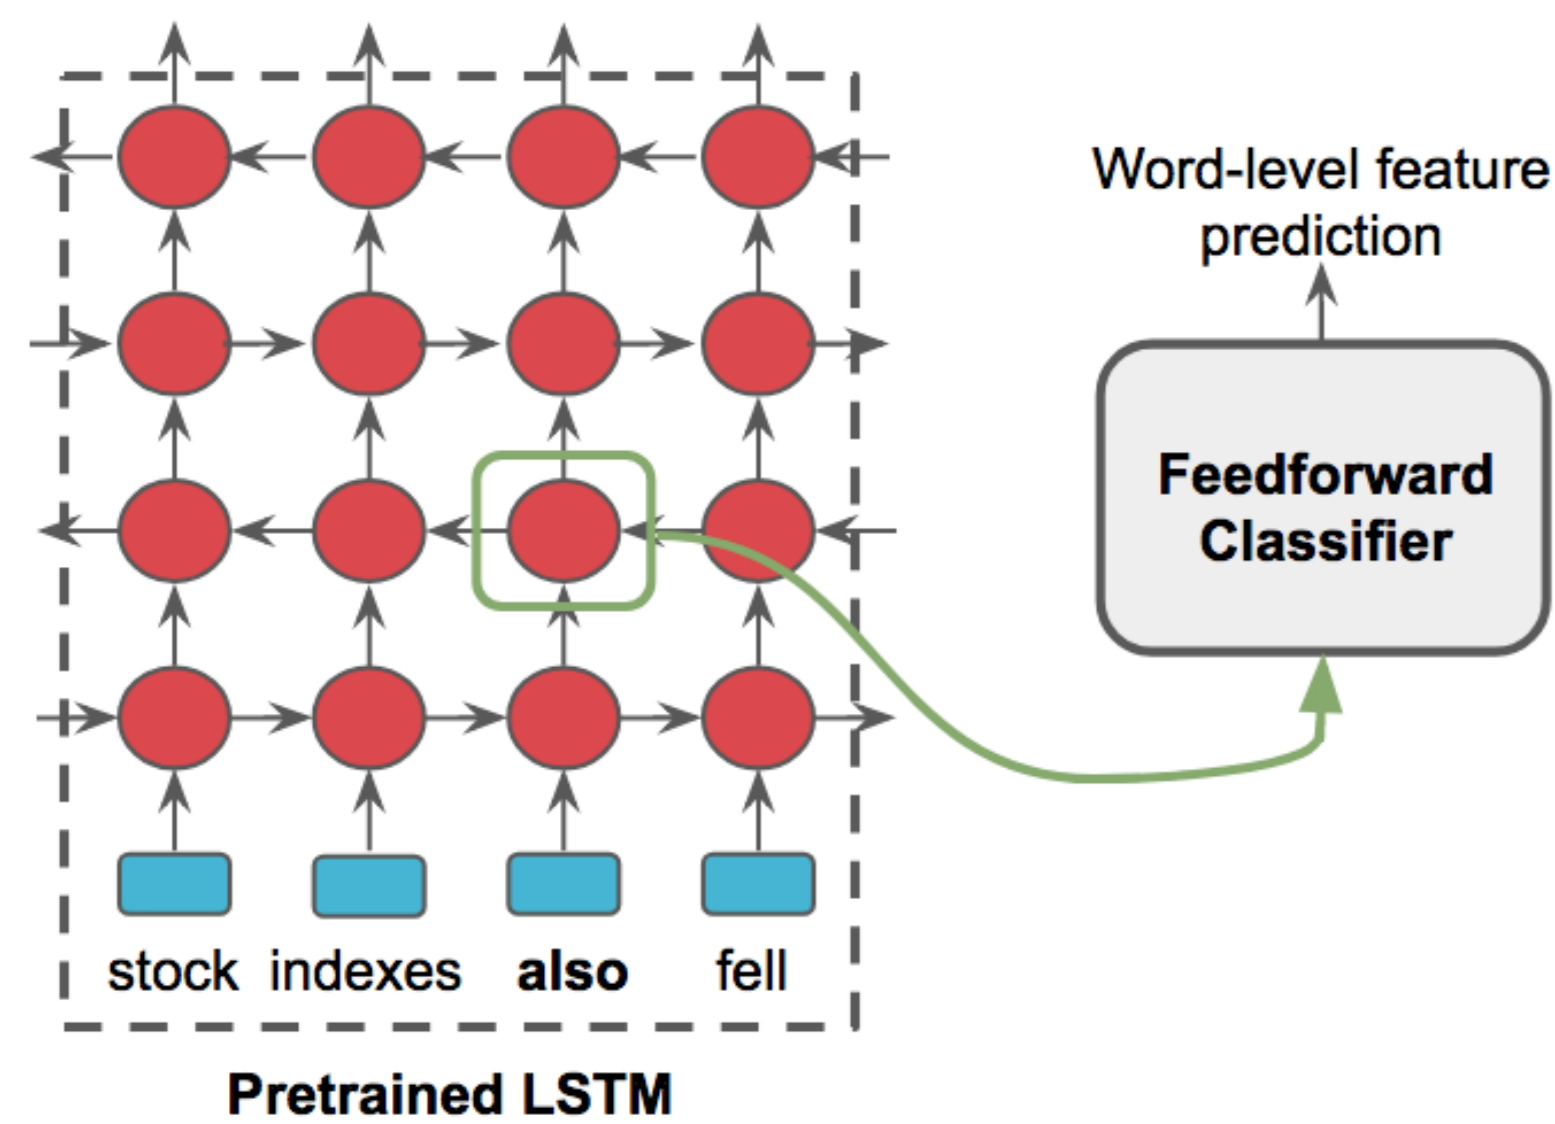 Word-level feature
prediction
Feedforward
Classifier
stock indexes also fell
Pretrained LSTM